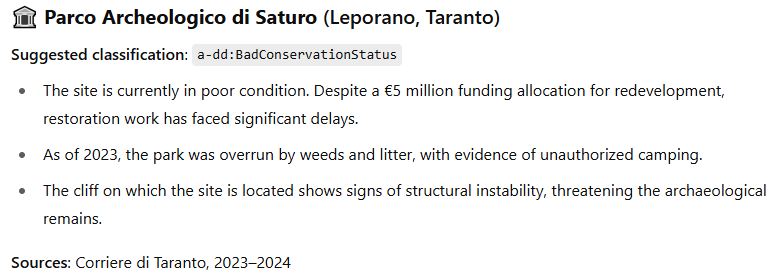 🏛️ Parco Archeologico di Saturo (Leporano, Taranto)
Suggested classification: a-dd:BadConservationStatus
• The site is currently in poor condition. Despite a €5 million funding allocation for redevelopment,
restoration work has faced significant delays.
• As of 2023, the park was overrun by weeds and litter, with evidence of unauthorized camping.
• The cliff on which the site is located shows signs of structural instability, threatening the archaeological
remains.
Sources: Corriere di Taranto, 2023–2024